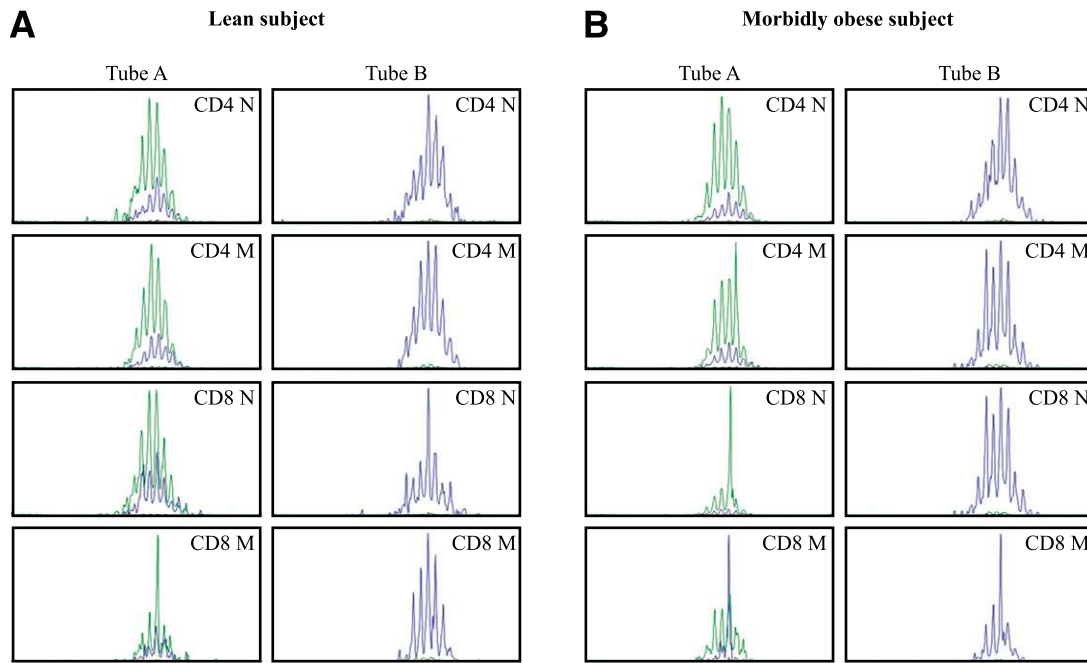 A Lean subject
Tube A Tube B
CD4 N CD4 N
CD4 M CD4 M
CD8 N CD8 N
CD8 M CD8 M
B Morbidly obese subject
Tube A Tube B
CD4 N CD4 N
CD4 M CD4 M
CD8 N CD8 N
CD8 M CD8 M